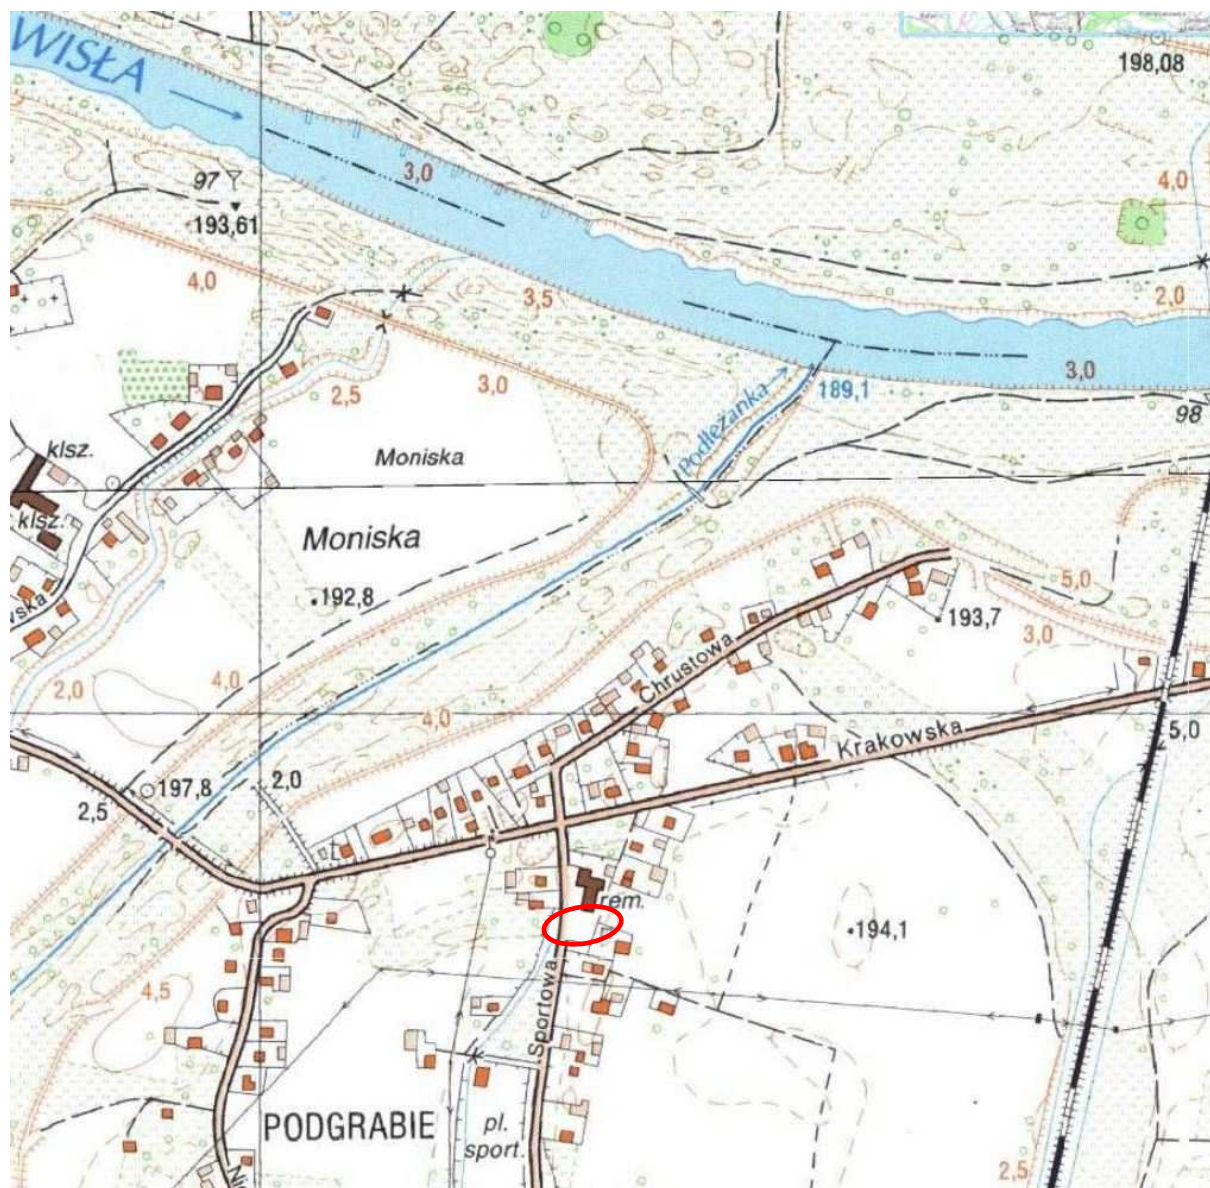 WISŁA
198,08
3,0
97
193,61
4,0
4,0
3,5
2,0
3,0
2,5
3,0
189,1
Podłężanka
98
klsz.
Moniska
klsz.
Moniska
192,8
5,0
193,7
3,0
wska
2,0
4,0
4,0
Chrustowa
Krakowska
5,0
2,0
197,8
2,5
rem.
194,1
4,5
Sportowa
PODGRABIE
pl.
sport.
2,5